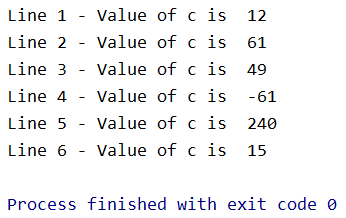 Line 1 - Value of c is  12
Line 2 - Value of c is  61
Line 3 - Value of c is  49
Line 4 - Value of c is  -61
Line 5 - Value of c is  240
Line 6 - Value of c is  15
Process finished with exit code 0